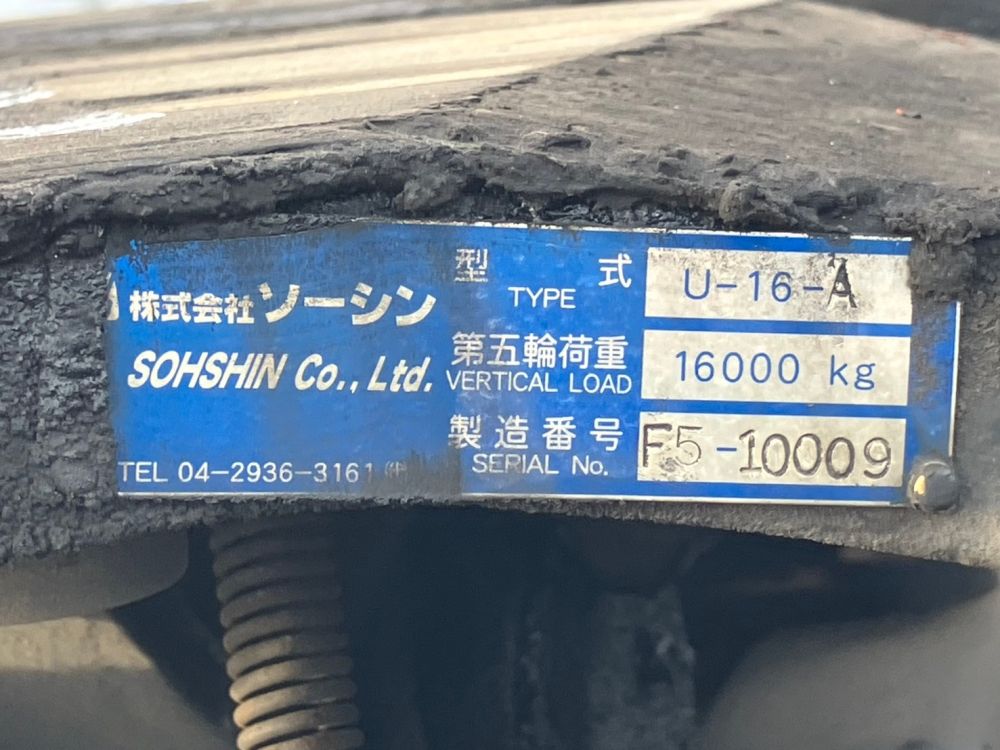 株式会社ソーシン
SOHSHIN Co., Ltd.
TEL 04-2936-3161 ㈹
型式 U-16-A
TYPE
第五輪荷重 16000 kg
VERTICAL LOAD
製造番号 F5-10009
SERIAL No.